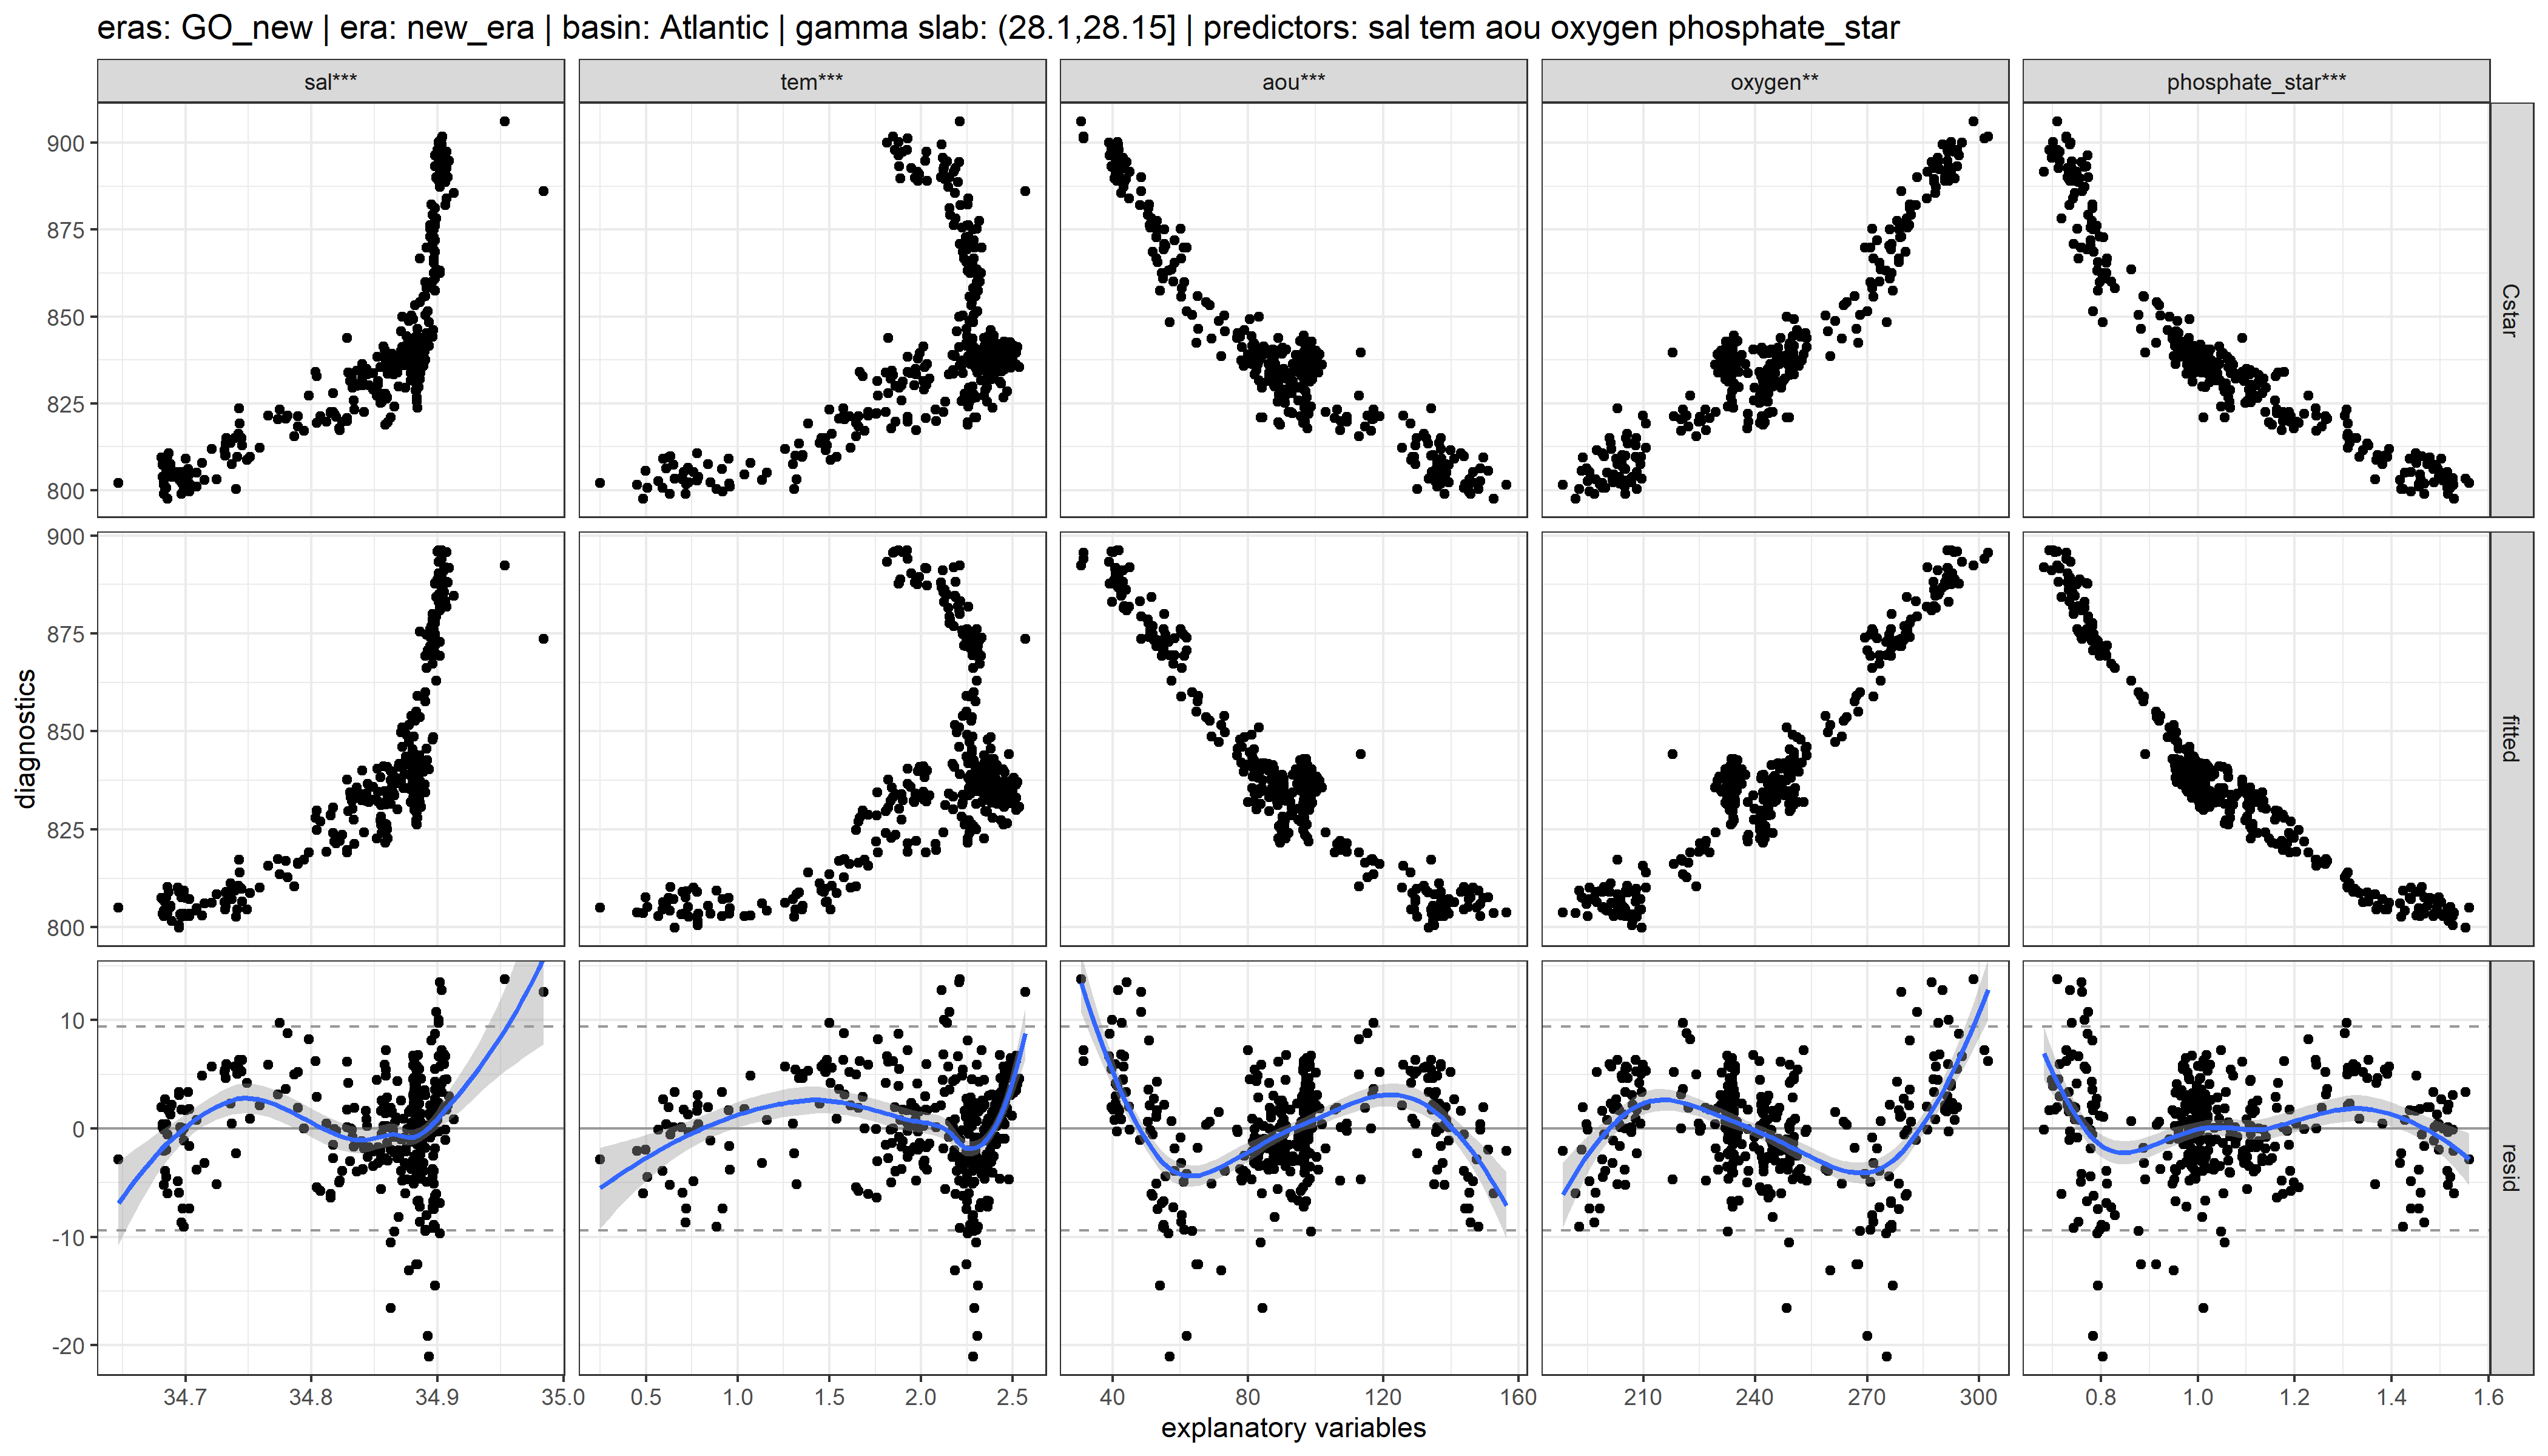 eras: GO_new | era: new_era | basin: Atlantic | gamma slab: (28.1,28.15] | predictors: sal tem aou oxygen phosphate_star
sal*** tem*** aou*** oxygen** phosphate_star***
900
875
850
825
800
Cstar
900
875
850
825
800
fitted
10
0
-10
-20
resid
diagnostics
34.7 34.8 34.9 35.0 0.5 1.0 1.5 2.0 2.5 40 80 120 160 210 240 270 300 0.8 1.0 1.2 1.4 1.6
explanatory variables